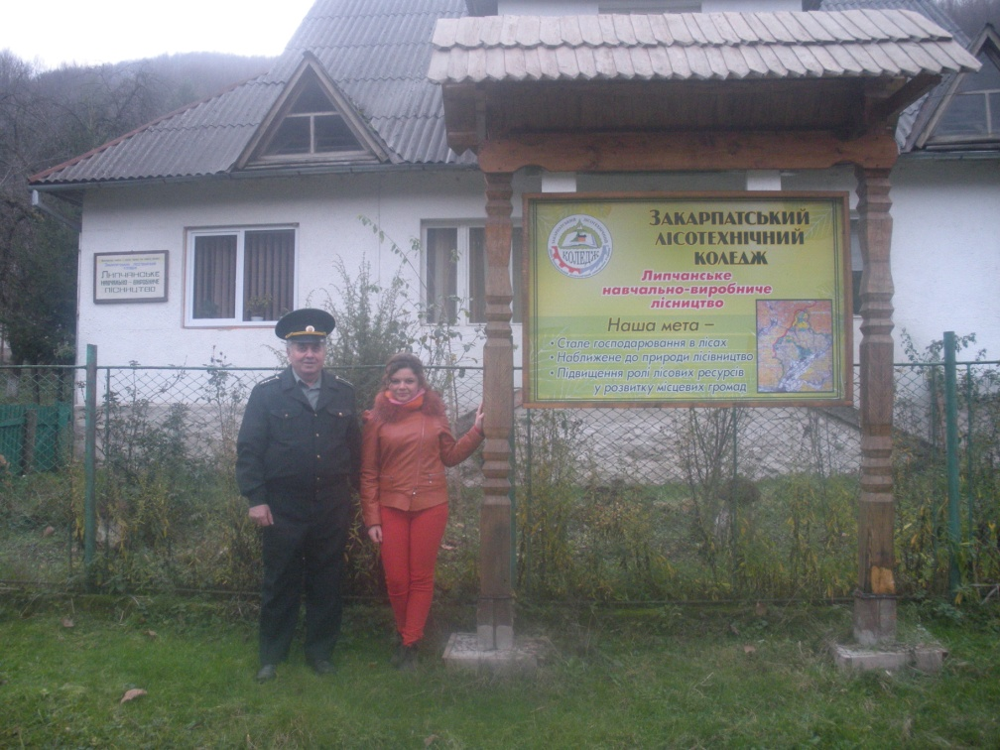 Липчанське
навчально-виробниче
лісництво
Закарпатський
лісотехнічний
коледж
КОЛЕДЖ
Липчанське
навчально-виробниче
лісництво
Наша мета –
• Стале господарювання в лісах
• Наближене до природи лісівництво
• Підвищення ролі лісових ресурсів
у розвитку місцевих громад